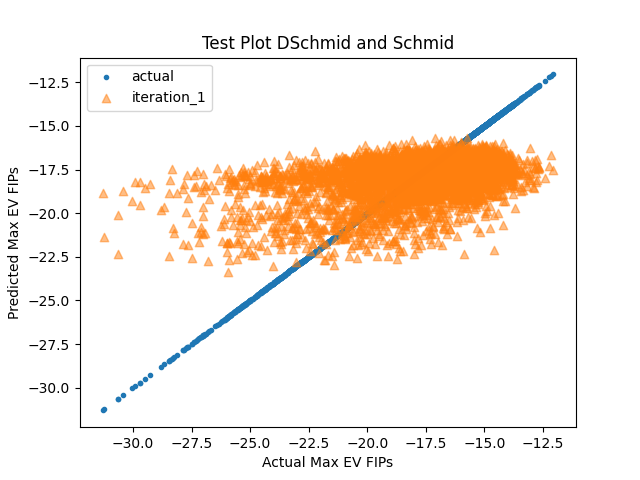 Test Plot DSchmid and Schmid
actual
iteration_1
Predicted Max EV FIPs
−12.5
−15.0
−17.5
−20.0
−22.5
−25.0
−27.5
−30.0
−30.0 −27.5 −25.0 −22.5 −20.0 −17.5 −15.0 −12.5
Actual Max EV FIPs